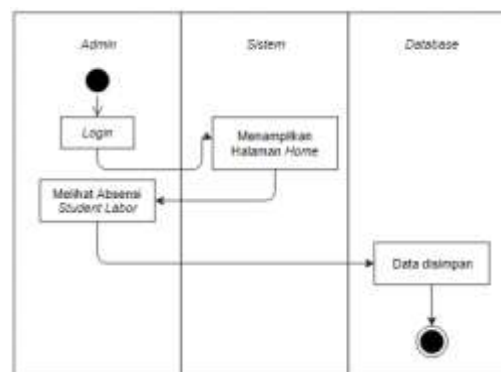 Admin
Sistem
Database
Login
Menampilkan
Halaman Home
Melihat Absensi
Student Labor
Data disimpan